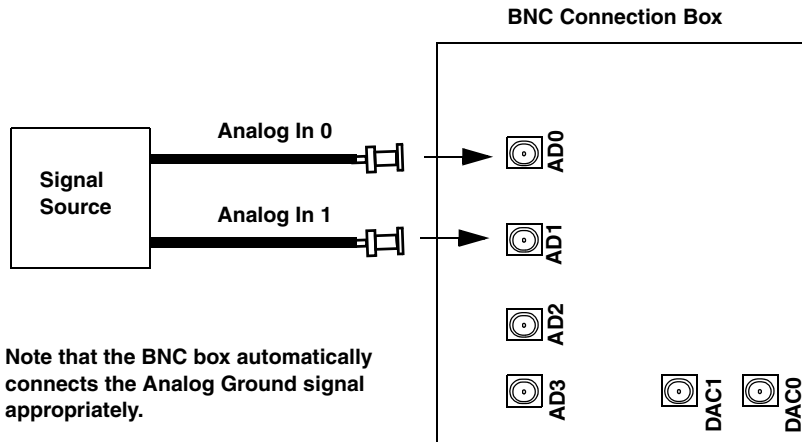 BNC Connection Box
Analog In 0
AD0
Signal
Source
Analog In 1
AD1
AD2
Note that the BNC box automatically
connects the Analog Ground signal
appropriately.
AD3
DAC1
DAC0